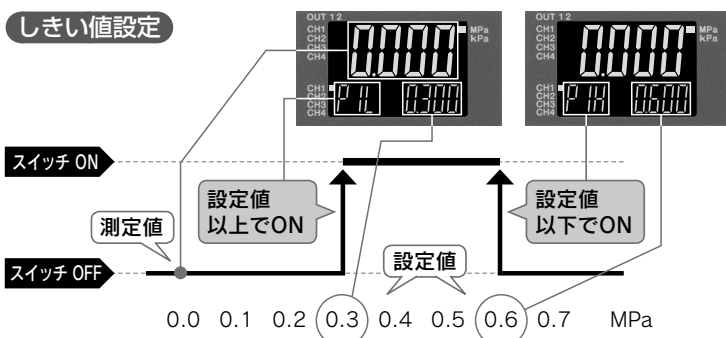 しきい値設定
OUT 1 2
CH1
CH2
CH3
CH4
0.000
MPa
kPa
CH1
CH2
CH3
CH4
P 1L
0.300
OUT 1 2
CH1
CH2
CH3
CH4
0.000
MPa
kPa
CH1
CH2
CH3
CH4
P 1H
0.600
スイッチ ON
設定値
以上でON
設定値
以下でON
測定値
設定値
スイッチ OFF
0.0 0.1 0.2 0.3 0.4 0.5 0.6 0.7 MPa